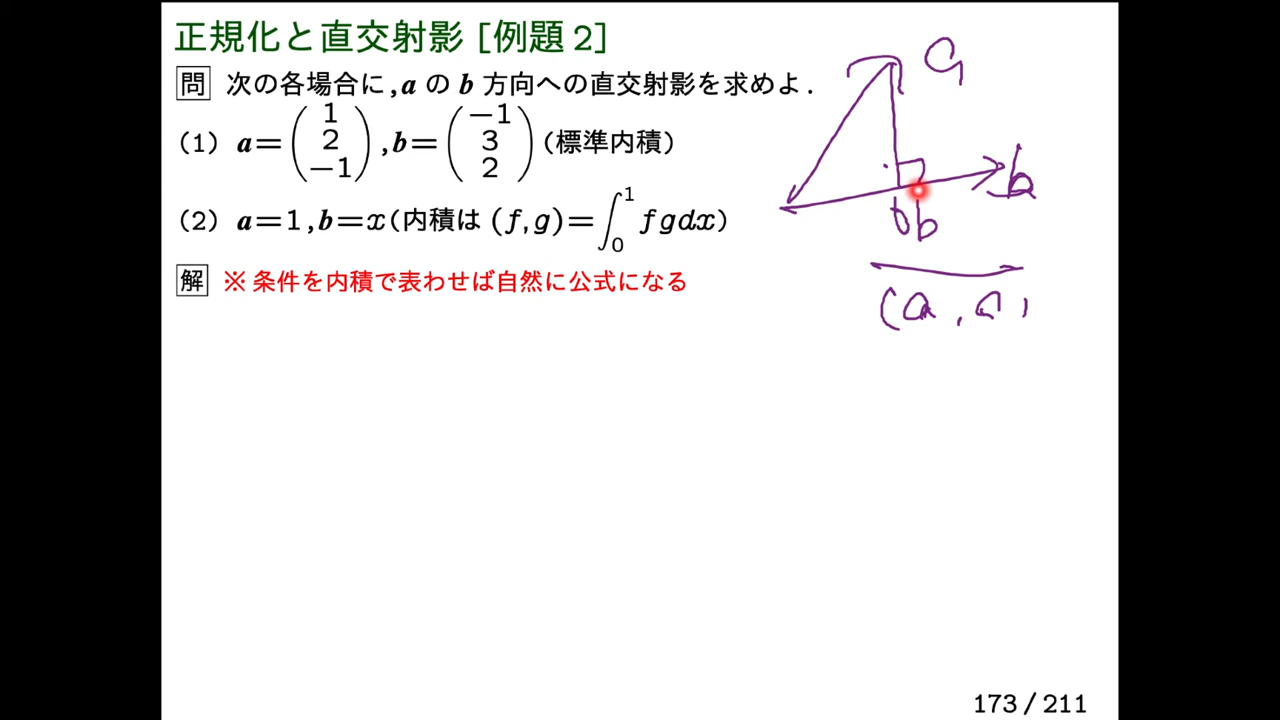 正規化と直交射影 [例題2]
問 次の各場合に,aのb方向への直交射影を求めよ.
(1) a=(1 2 −1),b=(−1 3 2)(標準内積)
(2) a=1,b=x(内積は (f,g)=∫₀¹ fgdx)
解 ※条件を内積で表わせば自然に公式になる
a
b
tb
(a, a)
173/211